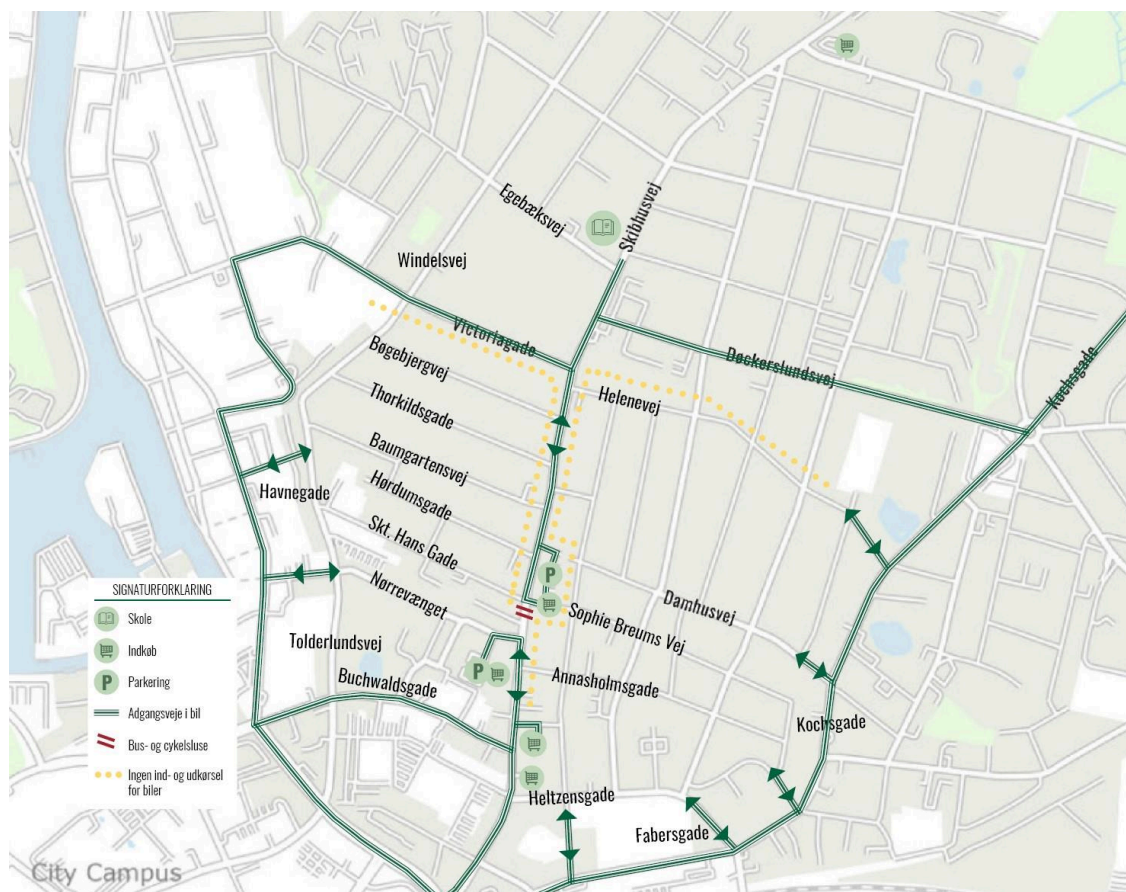 Egebæksvej
Skibhusvej
Windelsvej
Victoriagade
Bøgebjergvej
Døckerslundsvej
Kochsgade
Helenevej
Thorkildsgade
Baumgartensvej
Havnegade
Hørdumsgade
Skt. Hans Gade
P
Nørrevænget
Sophie Breums Vej
Damhusvej
Tolderlundsvej
P
Buchwaldsgade
Annasholmsgade
Kochsgade
Heltzensgade
Fabersgade
SIGNATURFORKLARING
Skole
Indkøb
P Parkering
Adgangsveje i bil
Bus- og cykelsluse
Ingen ind- og udkørsel
for biler
City Campus